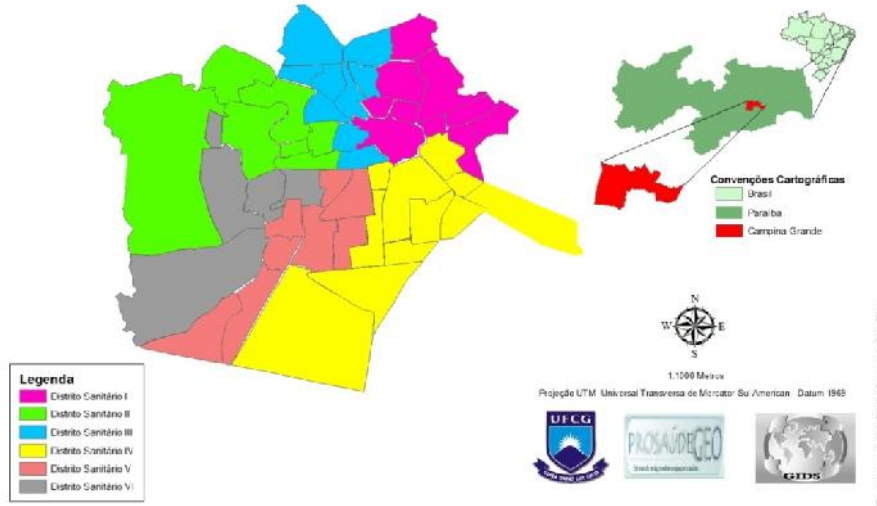 Convenções Cartográficas
Brasil
Paraíba
Campina Grande
N
W E
S
1:1000 Metros
Projeção UTM Universal Transversa de Mercator Sul American Datum 1969
Legenda
Distrito Sanitário I
Distrito Sanitário II
Distrito Sanitário III
Distrito Sanitário IV
Distrito Sanitário V
Distrito Sanitário VI
UFCG
PROSAÚDEGEO
GIDS